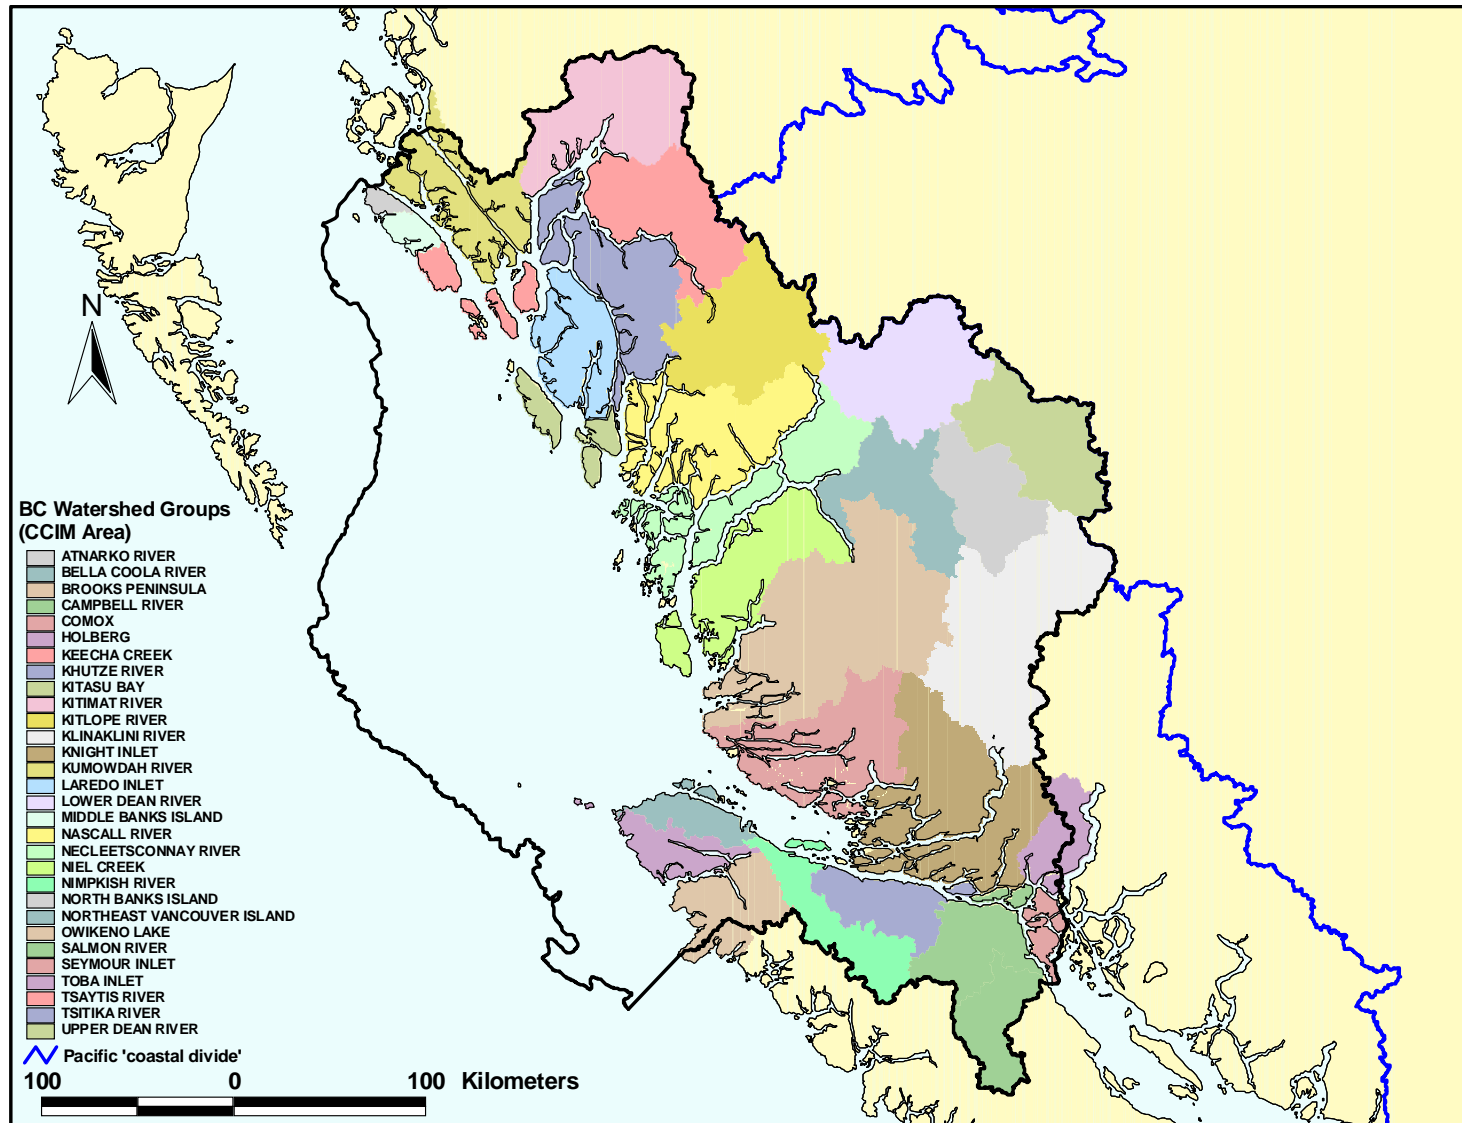 N
BC Watershed Groups
(CCIM Area)
ATNARKO RIVER
BELLA COOLA RIVER
BROOKS PENINSULA
CAMPBELL RIVER
COMOX
HOLBERG
KEECHA CREEK
KHUTZE RIVER
KITASU BAY
KITIMAT RIVER
KITLOPE RIVER
KLINAKLINI RIVER
KNIGHT INLET
KUMOWDAH RIVER
LAREDO INLET
LOWER DEAN RIVER
MIDDLE BANKS ISLAND
NASCALL RIVER
NECLEETSCONNAY RIVER
NIEL CREEK
NIMPKISH RIVER
NORTH BANKS ISLAND
NORTHEAST VANCOUVER ISLAND
OWIKENO LAKE
SALMON RIVER
SEYMOUR INLET
TOBA INLET
TSAYTIS RIVER
TSITIKA RIVER
UPPER DEAN RIVER
Pacific 'coastal divide'
100 0 100 Kilometers